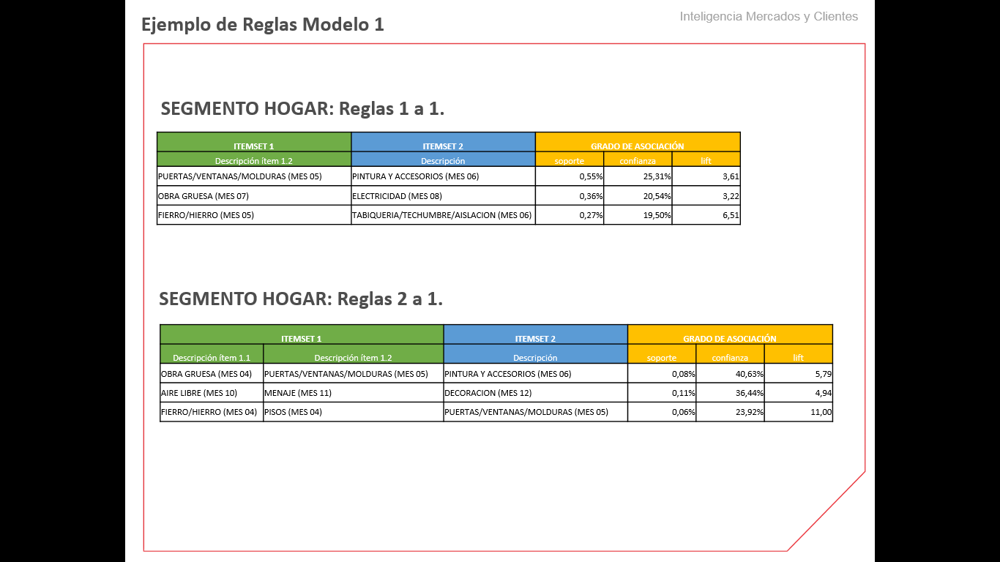 Ejemplo de Reglas Modelo 1
Inteligencia Mercados y Clientes
SEGMENTO HOGAR: Reglas 1 a 1.
ITEMSET 1 ITEMSET 2 GRADO DE ASOCIACIÓN
Descripción ítem 1.2 Descripción soporte confianza lift
PUERTAS/VENTANAS/MOLDURAS (MES 05) PINTURA Y ACCESORIOS (MES 06) 0,55% 25,31% 3,61
OBRA GRUESA (MES 07) ELECTRICIDAD (MES 08) 0,36% 20,54% 3,22
FIERRO/HIERRO (MES 05) TABIQUERIA/TECHUMBRE/AISLACION (MES 06) 0,27% 19,50% 6,51
SEGMENTO HOGAR: Reglas 2 a 1.
ITEMSET 1 ITEMSET 2 GRADO DE ASOCIACIÓN
Descripción ítem 1.1 Descripción ítem 1.2 Descripción soporte confianza lift
OBRA GRUESA (MES 04) PUERTAS/VENTANAS/MOLDURAS (MES 05) PINTURA Y ACCESORIOS (MES 06) 0,08% 40,63% 5,79
AIRE LIBRE (MES 10) MENAJE (MES 11) DECORACION (MES 12) 0,11% 36,44% 4,94
FIERRO/HIERRO (MES 04) PISOS (MES 04) PUERTAS/VENTANAS/MOLDURAS (MES 05) 0,06% 23,92% 11,00